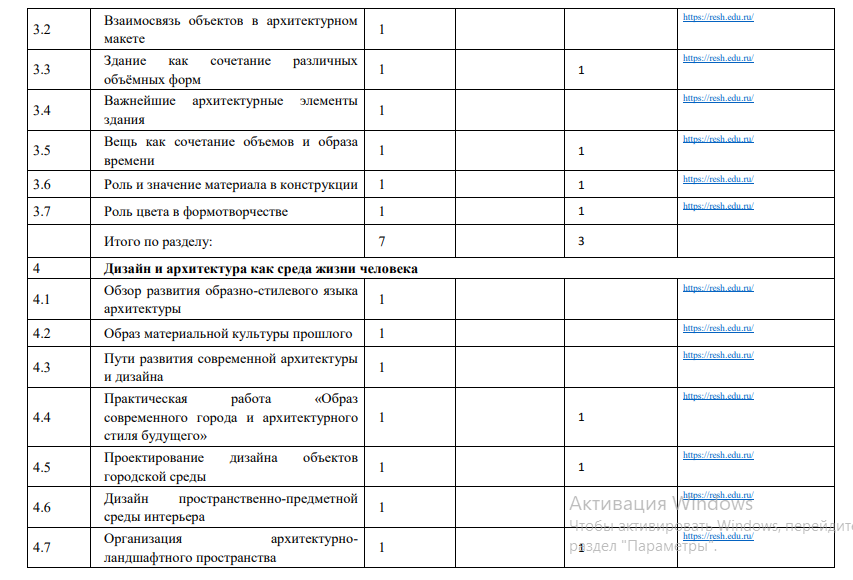 3.2 Взаимосвязь объектов в архитектурном 1 https://resh.edu.ru/
макете
3.3 Здание как сочетание различных 1 1 https://resh.edu.ru/
объёмных форм
3.4 Важнейшие архитектурные элементы 1 https://resh.edu.ru/
здания
3.5 Вещь как сочетание объемов и образа 1 1 https://resh.edu.ru/
времени
3.6 Роль и значение материала в конструкции 1 1 https://resh.edu.ru/
3.7 Роль цвета в формотворчестве 1 1 https://resh.edu.ru/
Итого по разделу: 7 3
4 Дизайн и архитектура как среда жизни человека
4.1 Обзор развития образно-стилевого языка 1 https://resh.edu.ru/
архитектуры
4.2 Образ материальной культуры прошлого 1 https://resh.edu.ru/
4.3 Пути развития современной архитектуры 1 https://resh.edu.ru/
и дизайна
4.4 Практическая работа «Образ 1 1 https://resh.edu.ru/
современного города и архитектурного
стиля будущего»
4.5 Проектирование дизайна объектов 1 1 https://resh.edu.ru/
городской среды
4.6 Дизайн пространственно-предметной 1 https://resh.edu.ru/
среды интерьера
4.7 Организация архитектурно- 1 1 https://resh.edu.ru/
ландшафтного пространства
Активация Windows
Чтобы активировать Windows, перейдите
раздел "Параметры".